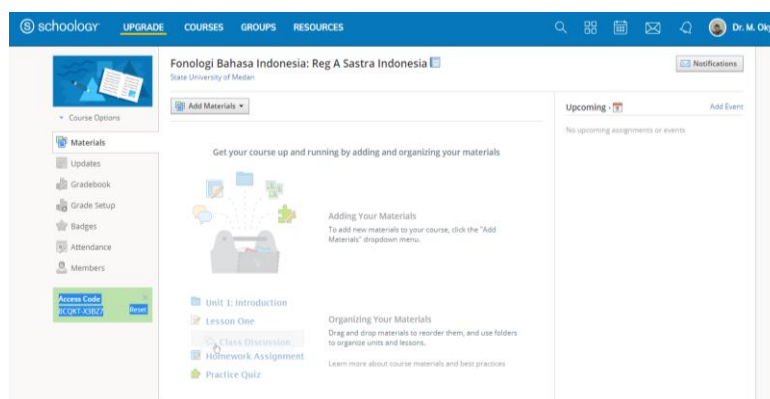 schoology
UPGRADE
COURSES
GROUPS
RESOURCES
Dr. M. Oky
Fonologi Bahasa Indonesia: Reg A Sastra Indonesia
State University of Medan
Notifications
Course Options
Materials
Updates
Gradebook
Grade Setup
Badges
Attendance
Members
Access Code
Reset
Add Materials
Get your course up and running by adding and organizing your materials
Adding Your Materials
To add new materials to your course, click the "Add
Materials" dropdown menu.
Unit 1: Introduction
Lesson One
Class Discussion
Homework Assignment
Practice Quiz
Organizing Your Materials
Drag and drop materials to reorder them, and use folders
to organize units and lessons.
Learn more about course materials and best practices
Upcoming
Add Event
No upcoming assignments or events